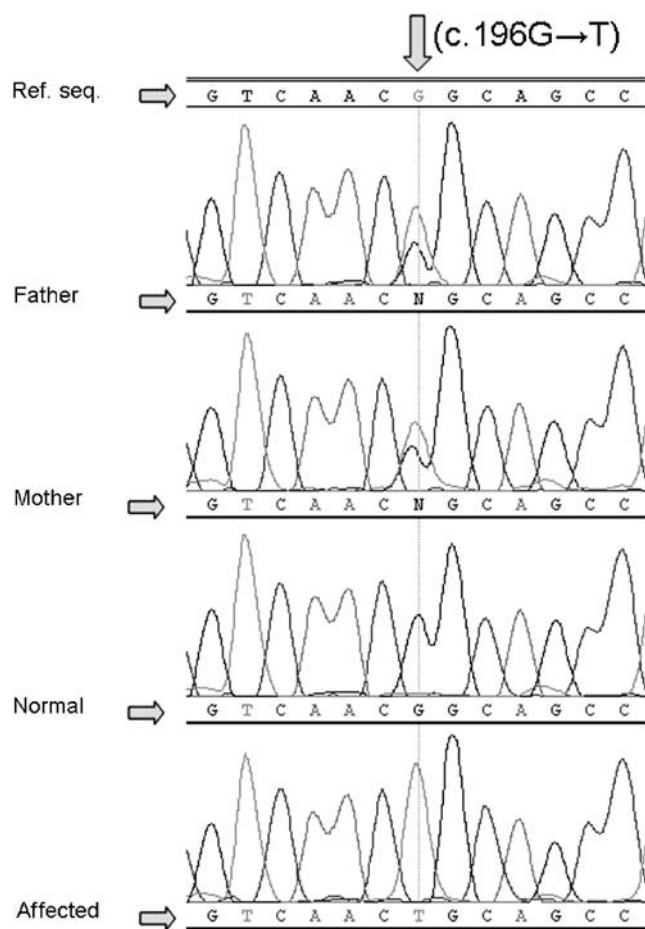 (c.196G→T)
Ref. seq. G T C A A C G G C A G C C
Father G T C A A C N G C A G C C
Mother G T C A A C N G C A G C C
Normal G T C A A C G G C A G C C
Affected G T C A A C T G C A G C C